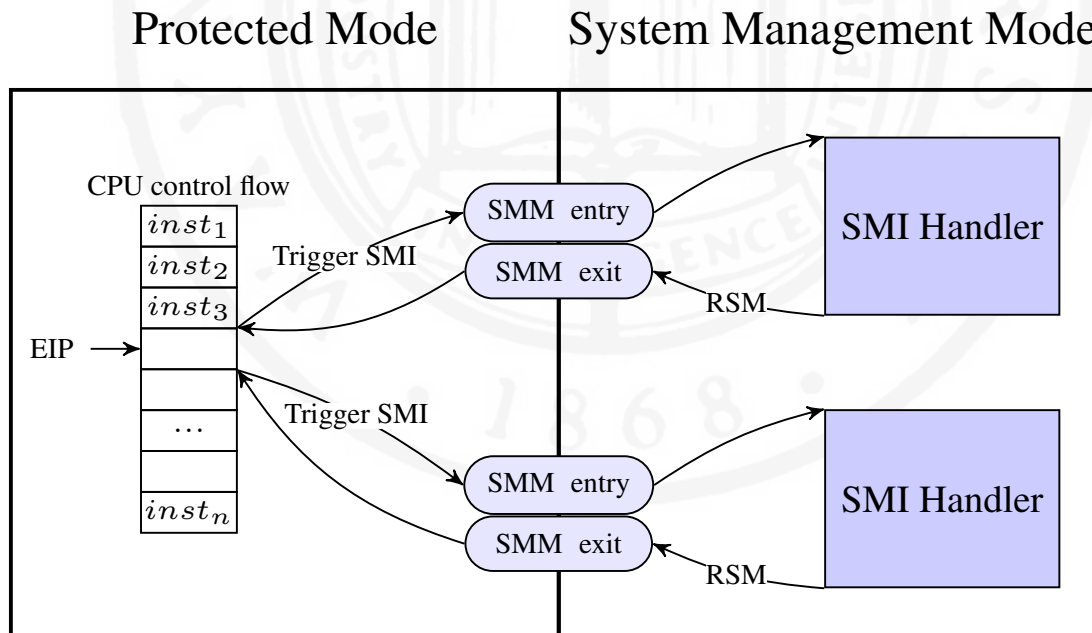 Protected Mode
System Management Mode
CPU control flow
inst1
inst2
inst3
EIP
...
instn
Trigger SMI
SMM entry
SMM exit
SMI Handler
RSM
Trigger SMI
SMM entry
SMM exit
SMI Handler
RSM
1868